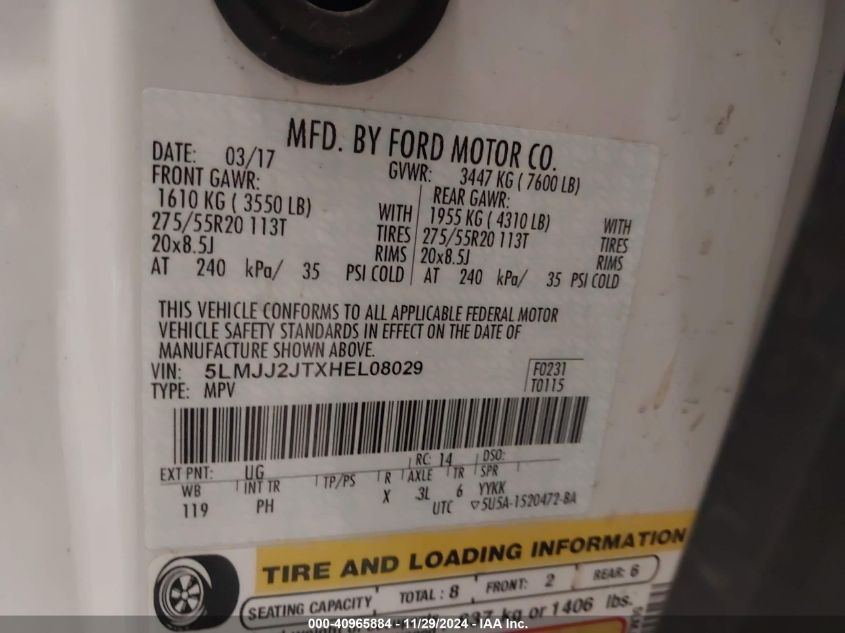 MFD. BY FORD MOTOR CO.
DATE: 03/17 GVWR: 3447 KG ( 7600 LB)
FRONT GAWR: REAR GAWR:
1610 KG ( 3550 LB) WITH 1955 KG ( 4310 LB) WITH
275/55R20 113T TIRES 275/55R20 113T TIRES
20x8.5J RIMS 20x8.5J RIMS
AT 240 kPa/ 35 PSI COLD AT 240 kPa/ 35 PSI COLD
THIS VEHICLE CONFORMS TO ALL APPLICABLE FEDERAL MOTOR
VEHICLE SAFETY STANDARDS IN EFFECT ON THE DATE OF
MANUFACTURE SHOWN ABOVE.
VIN: 5LMJJ2JTXHEL08029 F0231
TYPE: MPV T0115
EXT PNT: UG RC: 14 DSO:
WB INT TR TP/PS R AXLE TR SPR
119 PH X 3L 6 YYKK
UTC ▽5U5A-1520472-BA
TIRE AND LOADING INFORMATION
SEATING CAPACITY TOTAL : 8 FRONT: 2 REAR: 6
kg or 1406 lbs.
000-40965884 - 11/29/2024 - IAA Inc.